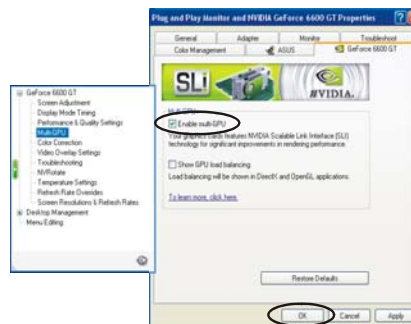 Plug and Play Monitor and NVIDIA GeForce 6600 GT Properties
General Adapter Monitor Troubleshoot
Color Management ASUS GeForce 6600 GT
SLi
NVIDIA.
Multi-GPU
Enable multi-GPU
Your graphics cards features NVIDIA Scalable Link Interface (SLI)
technology for significant improvements in rendering performance.
Show GPU load balancing
Load balancing will be shown in Direct3D and OpenGL applications.
To learn more, click here.
Restore Defaults
OK Cancel Apply
GeForce 6600 GT
Screen Adjustment
Display Mode Timing
Performance & Quality Settings
Multi-GPU
Color Correction
Video Overlay Settings
Troubleshooting
NVRotate
Temperature Settings
Refresh Rate Overrides
Screen Resolutions & Refresh Rates
Desktop Management
Menu Editing